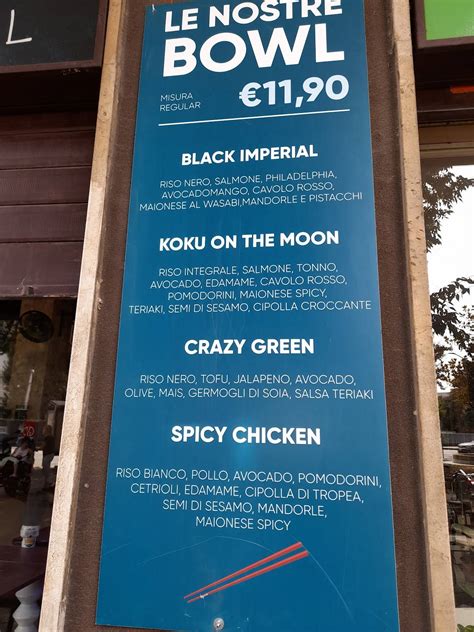 L
LE NOSTRE
BOWL
MISURA
REGULAR
€11,90
BLACK IMPERIAL
RISO NERO, SALMONE, PHILADELPHIA,
AVOCADOMANGO, CAVOLO ROSSO,
MAIONESE AL WASABI,MANDORLE E PISTACCHI
KOKU ON THE MOON
RISO INTEGRALE, SALMONE, TONNO,
AVOCADO, EDAMAME, CAVOLO ROSSO,
POMODORINI, MAIONESE SPICY,
TERIAKI, SEMI DI SESAMO, CIPOLLA CROCCANTE
CRAZY GREEN
RISO NERO, TOFU, JALAPENO, AVOCADO,
OLIVE, MAIS, GERMOGLI DI SOIA, SALSA TERIAKI
SPICY CHICKEN
RISO BIANCO, POLLO, AVOCADO, POMODORINI,
CETRIOLI, EDAMAME, CIPOLLA DI TROPEA,
SEMI DI SESAMO, MANDORLE,
MAIONESE SPICY